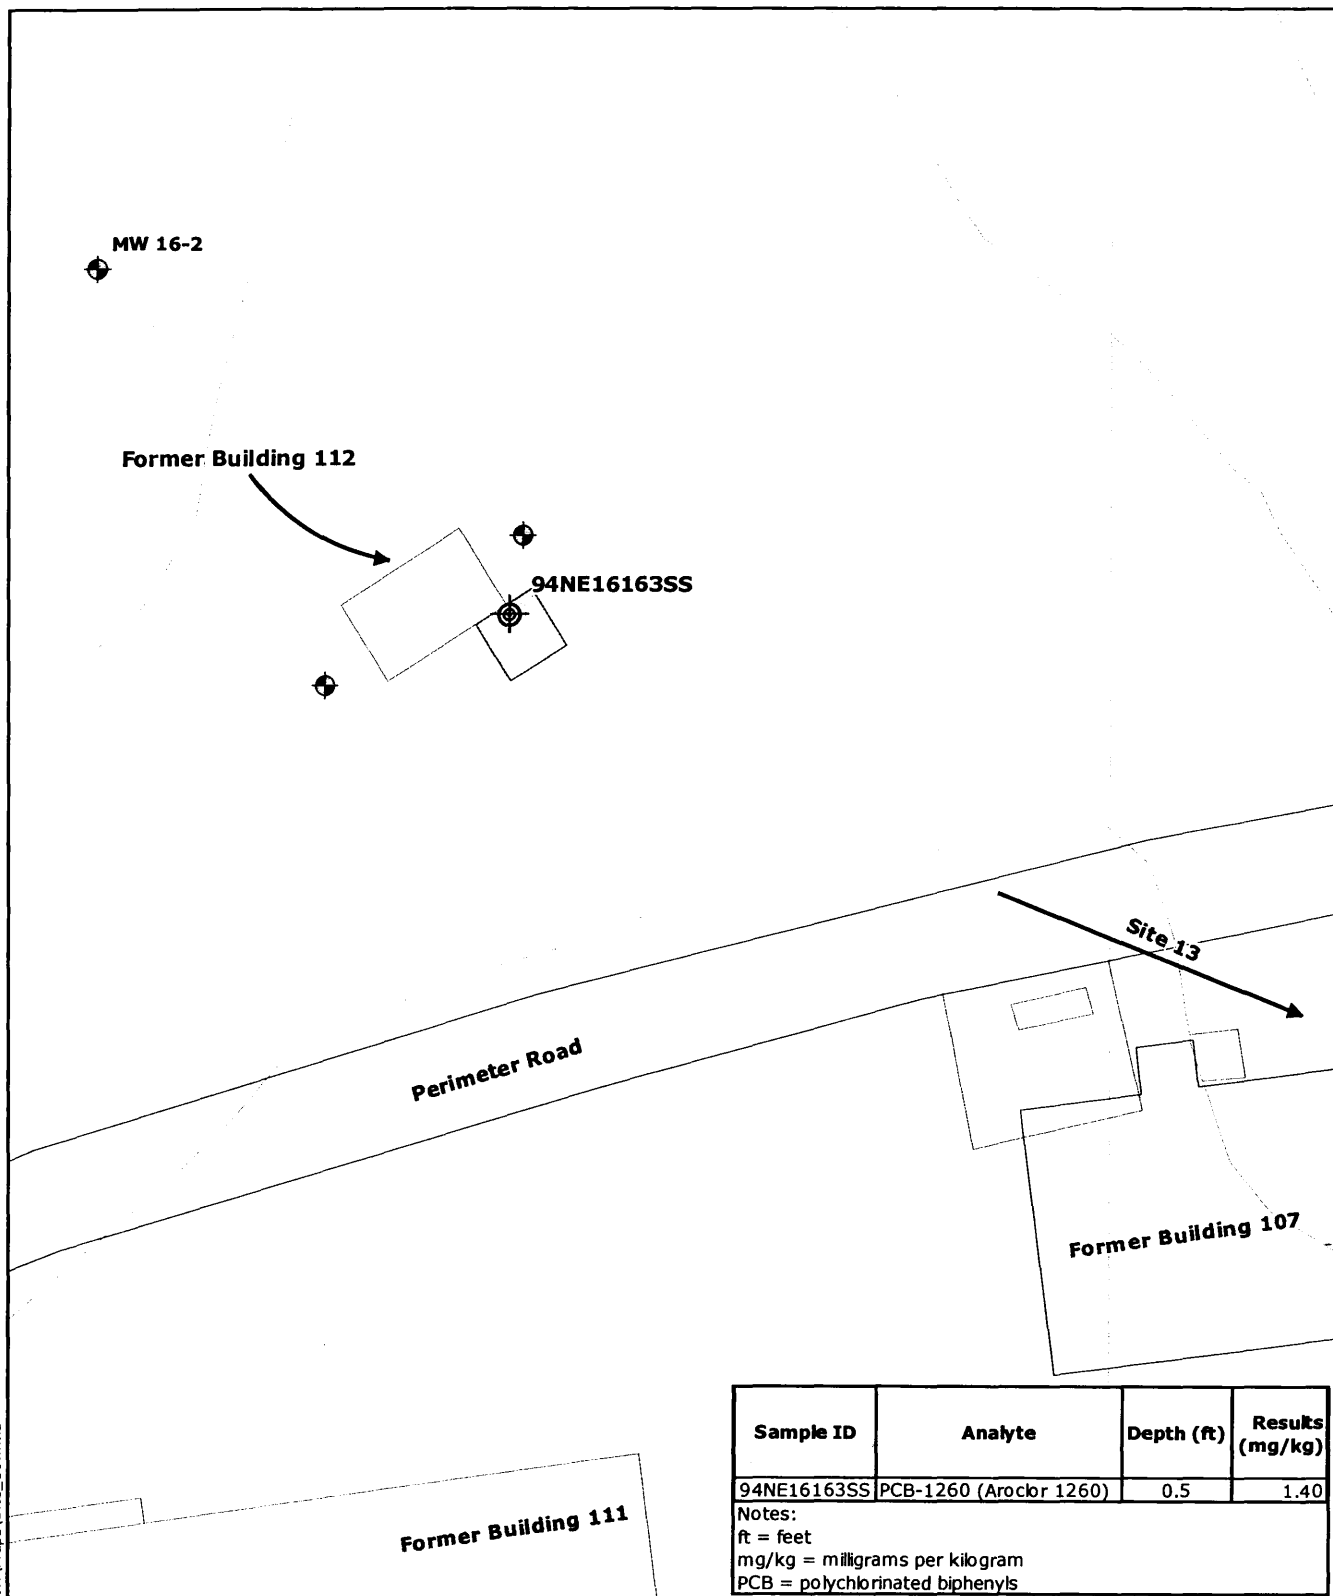 MW 16-2
Former Building 112
94NE16163SS
Site 13
Perimeter Road
Former Building 107
Former Building 111
Sample ID Analyte Depth (ft) Results (mg/kg)
94NE16163SS PCB-1260 (Aroclor 1260) 0.5 1.40
Notes:
ft = feet
mg/kg = milligrams per kilogram
PCB = polychlorinated biphenyls